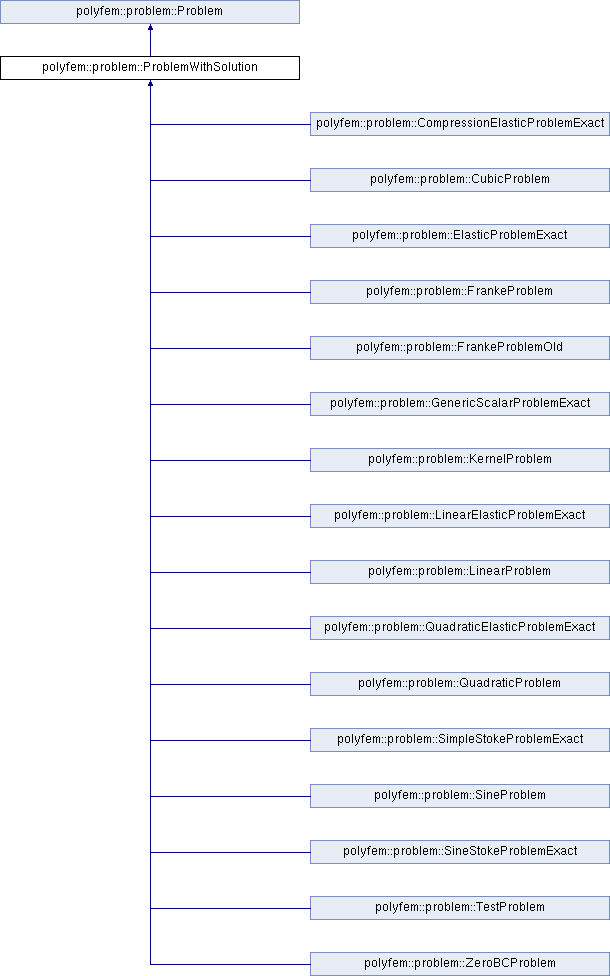 polyfem::problem::Problem
polyfem::problem::ProblemWithSolution
polyfem::problem::CompressionElasticProblemExact
polyfem::problem::CubicProblem
polyfem::problem::ElasticProblemExact
polyfem::problem::FrankeProblem
polyfem::problem::FrankeProblemOld
polyfem::problem::GenericScalarProblemExact
polyfem::problem::KernelProblem
polyfem::problem::LinearElasticProblemExact
polyfem::problem::LinearProblem
polyfem::problem::QuadraticElasticProblemExact
polyfem::problem::QuadraticProblem
polyfem::problem::SimpleStokeProblemExact
polyfem::problem::SineProblem
polyfem::problem::SineStokeProblemExact
polyfem::problem::TestProblem
polyfem::problem::ZeroBCProblem